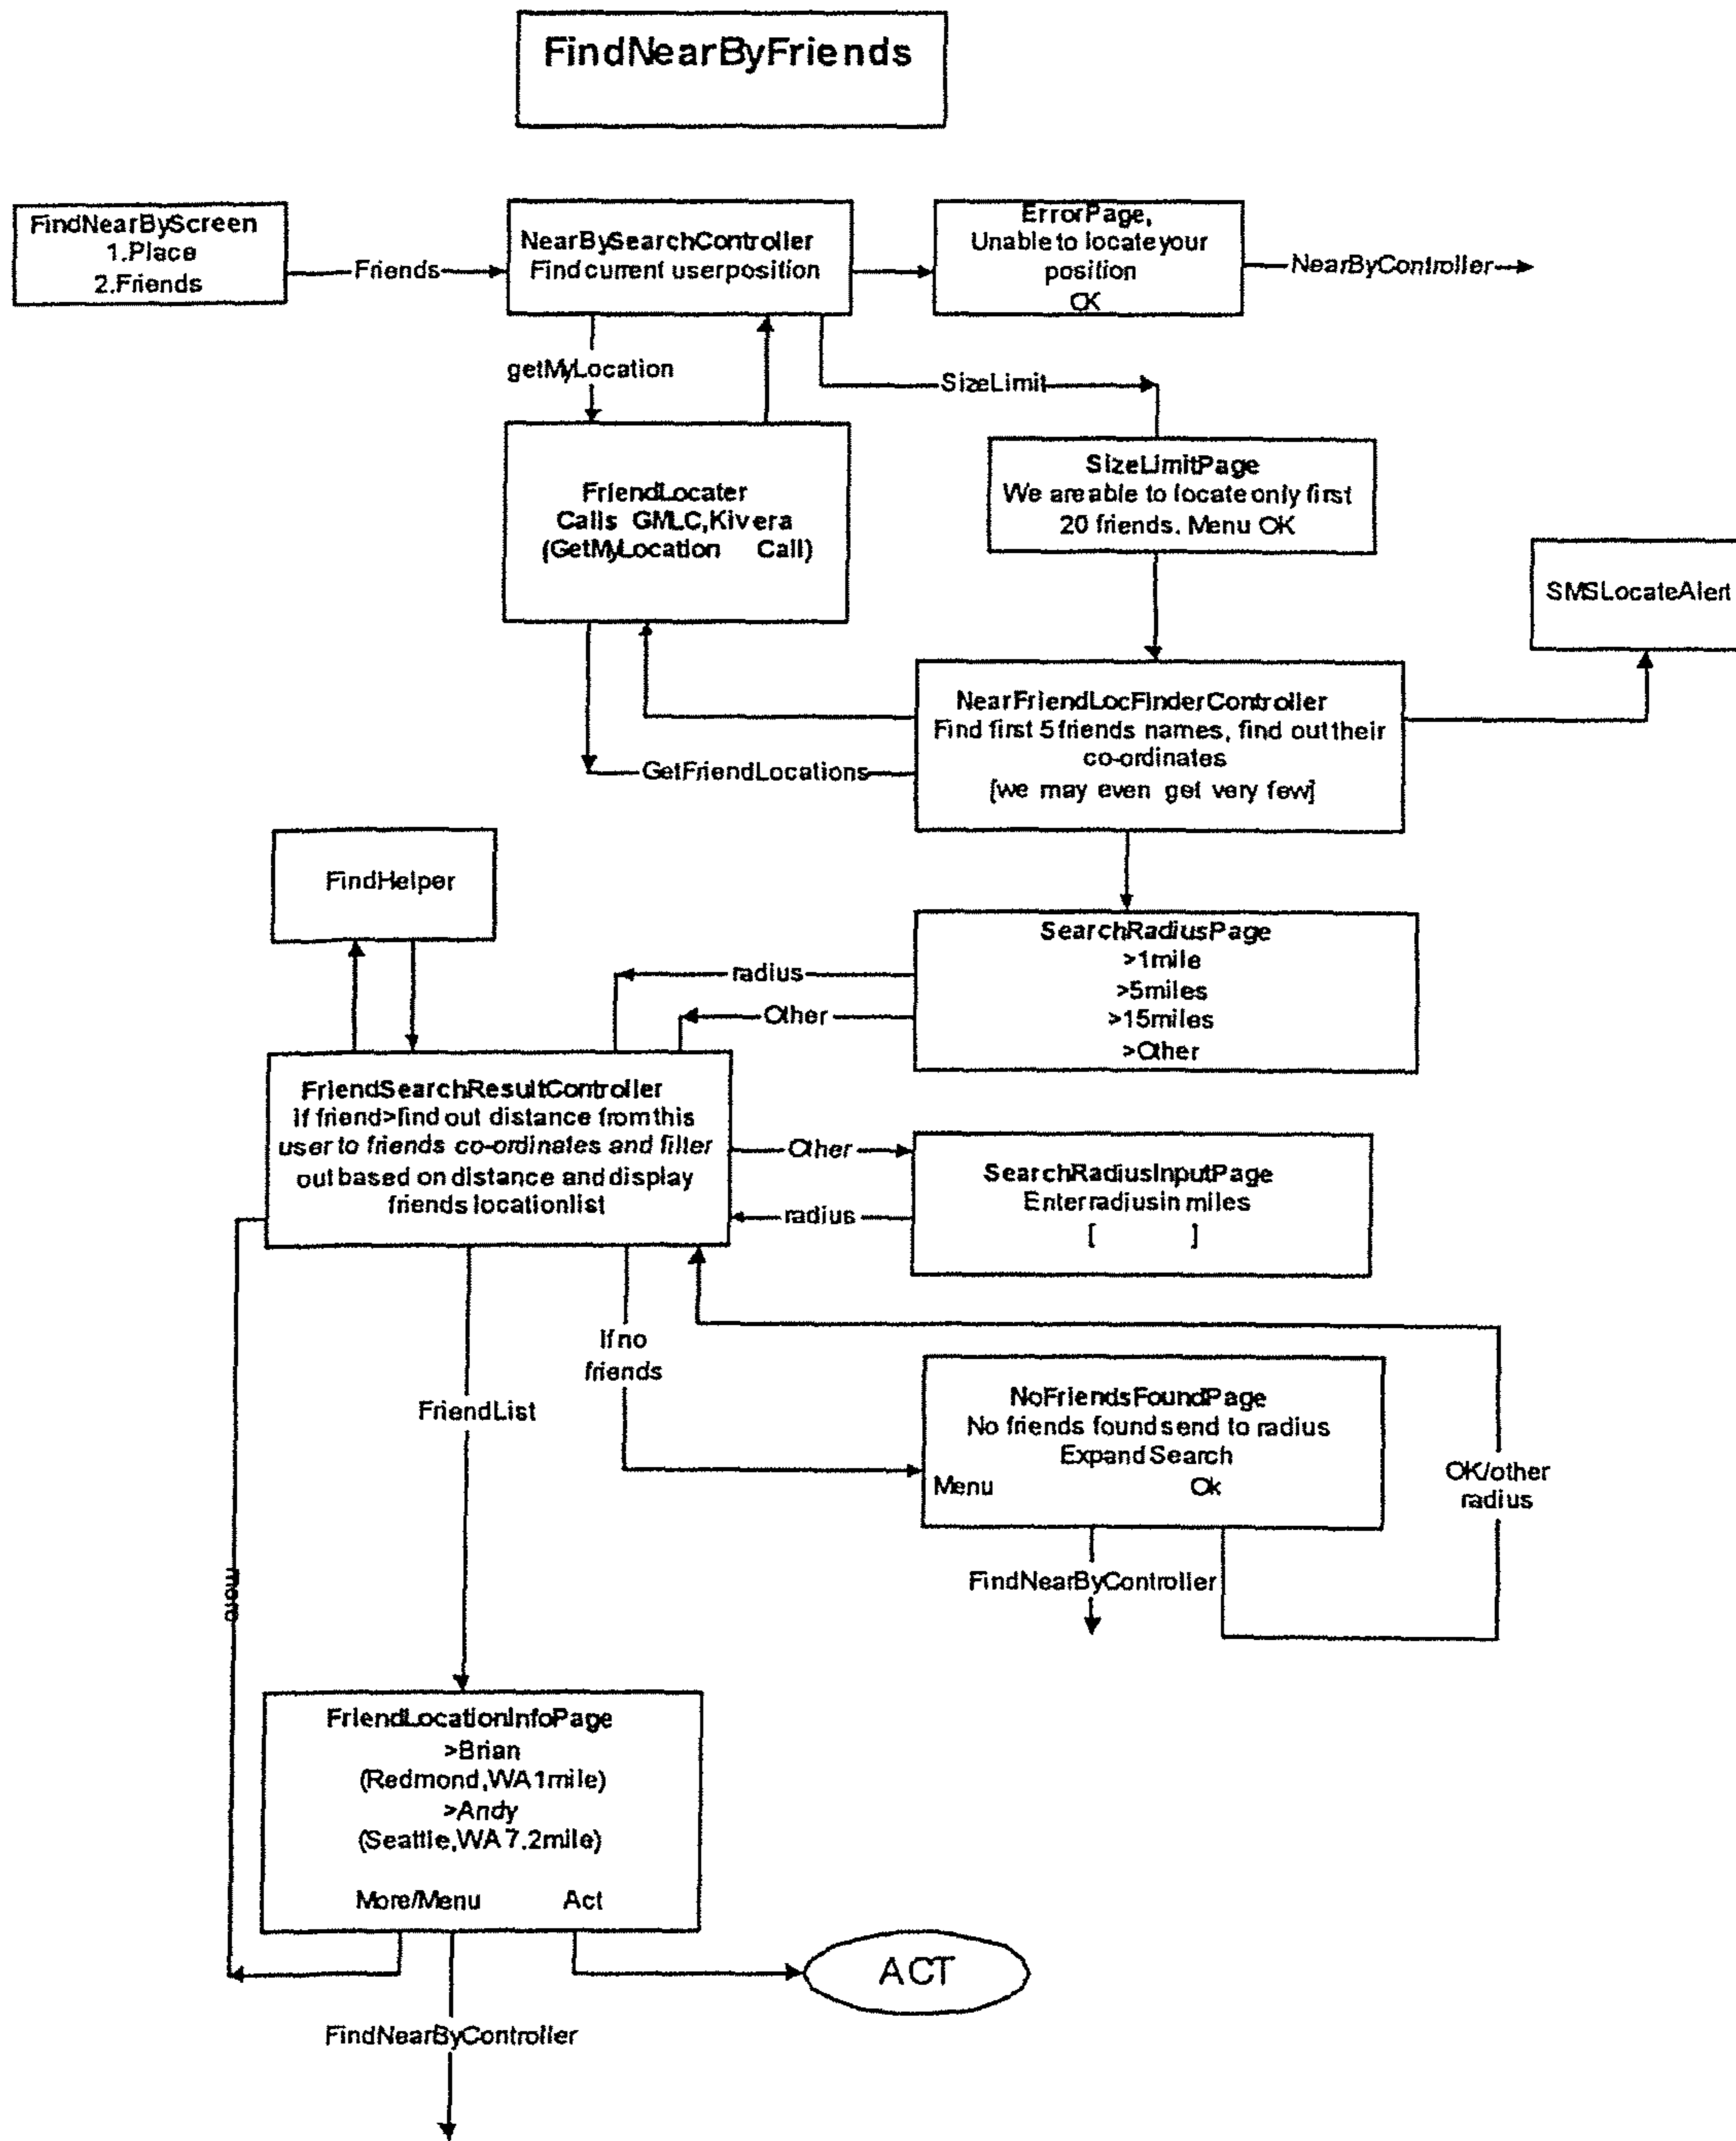 FindNearByFriends
FindNearByScreen
1.Place
2.Friends
Friends
NearBySearchController
Find current userposition
ErrorPage,
Unable to locate your
position
OK
NearByController
getMyLocation
SizeLimit
FriendLocater
Calls GMLC,Kivera
(GetMyLocation Call)
SizeLimitPage
We are able to locate only first
20 friends. Menu OK
SMSLocateAlert
NearFriendLocFinderController
Find first 5 friends names, find out their
co-ordinates
[we may even get very few]
GetFriendLocations
FindHelper
SearchRadiusPage
>1mile
>5miles
>15miles
>Other
radius
Other
FriendSearchResultController
If friend>find out distance from this
user to friends co-ordinates and filter
out based on distance and display
friends locationlist
Other
radius
SearchRadiusInputPage
Enter radius in miles
[ ]
If no
friends
FriendList
NoFriendsFoundPage
No friends found send to radius
Expand Search
Menu Ok
OK/other
radius
FindNearByController
more
FriendLocationInfoPage
>Brian
(Redmond,WA 1mile)
>Andy
(Seattle,WA 7.2mile)
More/Menu Act
ACT
FindNearByController